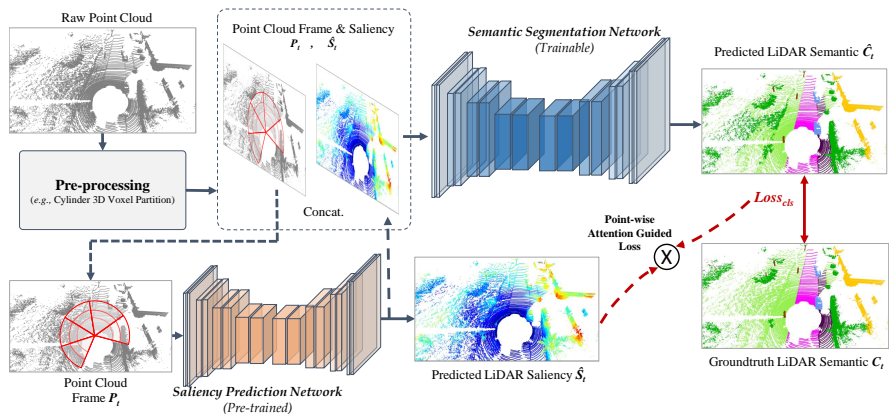 Raw Point Cloud
Point Cloud Frame & Saliency
P_t , Ŝ_t
Semantic Segmentation Network
(Trainable)
Predicted LiDAR Semantic Ĉ_t
Pre-processing
(e.g., Cylinder 3D Voxel Partition)
Concat.
Point-wise
Attention Guided
Loss
X
Loss_cls
Point Cloud
Frame P_t
Saliency Prediction Network
(Pre-trained)
Predicted LiDAR Saliency Ŝ_t
Groundtruth LiDAR Semantic C_t